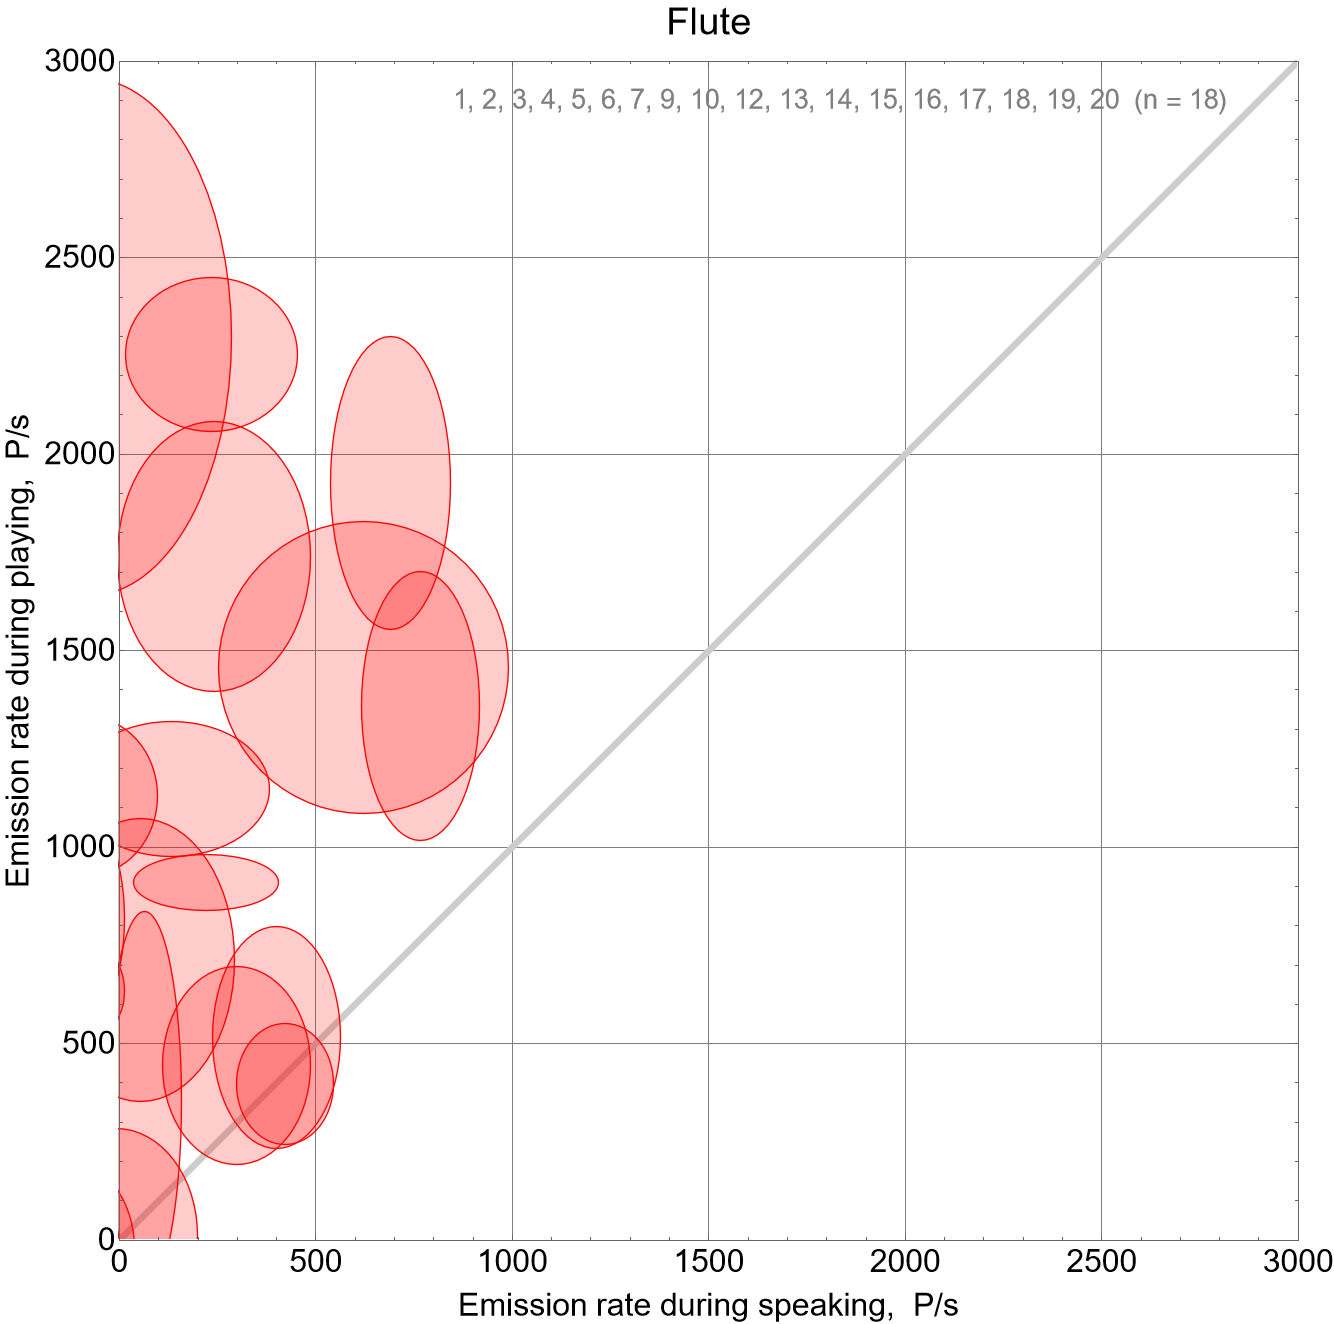 Flute
1, 2, 3, 4, 5, 6, 7, 9, 10, 12, 13, 14, 15, 16, 17, 18, 19, 20 (n = 18)
3000
2500
2000
1500
1000
500
0
Emission rate during playing, P/s
0 500 1000 1500 2000 2500 3000
Emission rate during speaking, P/s